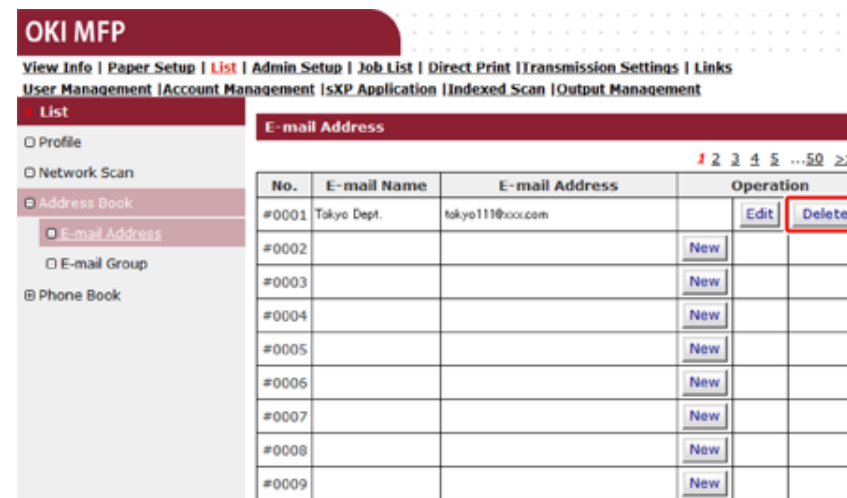 OKI MFP
View Info | Paper Setup | List | Admin Setup | Job List | Direct Print |Transmission Settings | Links
User Management |Account Management |sXP Application |Indexed Scan |Output Management
List
E-mail Address
Profile
1 2 3 4 5 ...50 >>
Network Scan
No. E-mail Name E-mail Address Operation
Address Book
#0001 Tokyo Dept. tokyo111@xxx.com Edit Delete
E-mail Address
#0002 New
E-mail Group
#0003 New
Phone Book
#0004 New
#0005 New
#0006 New
#0007 New
#0008 New
#0009 New